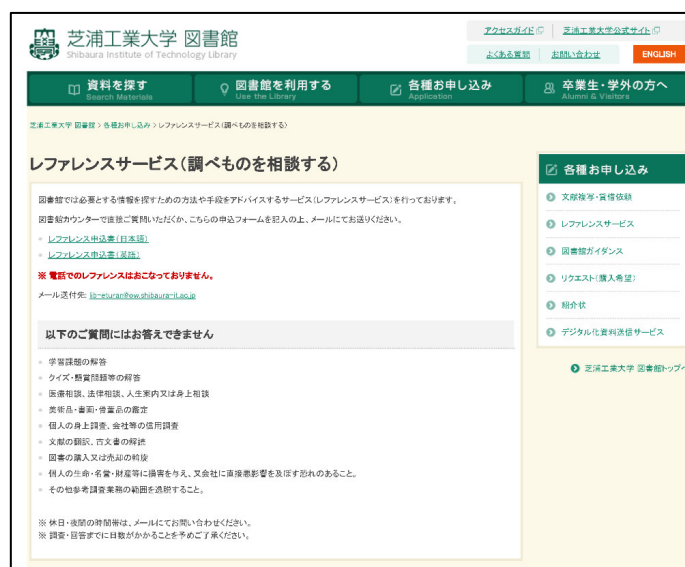 芝浦工業大学 図書館
Shibaura Institute of Technology Library
アクセスガイド
芝浦工業大学公式サイト
よくある質問
お問い合わせ
ENGLISH
資料を探す
Search Materials
図書館を利用する
Use the Library
各種お申し込み
Application
卒業生・学外の方へ
Alumni & Visitors
芝浦工業大学 図書館 > 各種お申し込み > レファレンスサービス(調べものを相談する)
レファレンスサービス(調べものを相談する)
図書館では必要とする情報を探すための方法や手段をアドバイスするサービス(レファレンスサービス)を行っております。
図書館カウンターで直接ご質問いただくか、こちらの申込フォームを記入の上、メールにてお送りください。
レファレンス申込書(日本語)
レファレンス申込書(英語)
※ 電話でのレファレンスはおこなっておりません。
メール送付先: lib-eturan@ow.shibaura-it.ac.jp
以下のご質問にはお答えできません
学習課題の解答
クイズ・懸賞問題等の解答
医療相談、法律相談、人生案内又は身上相談
美術品・書画・骨董品の鑑定
個人の身上調査、会社等の信用調査
文献の翻訳、古文書の解読
図書の購入又は売却の斡旋
個人の生命・名誉・財産等に損害を与え、又会社に直接悪影響を及ぼす恐れのあること。
その他参考調査業務の範囲を逸脱すること。
※ 休日・夜間の時間帯は、メールにてお問い合わせください。
※ 調査・回答までに日数がかかることを予めご了承ください。
各種お申し込み
文献複写・貸借依頼
レファレンスサービス
図書館ガイダンス
リクエスト(購入希望)
紹介状
デジタル化資料送信サービス
芝浦工業大学 図書館トップへ